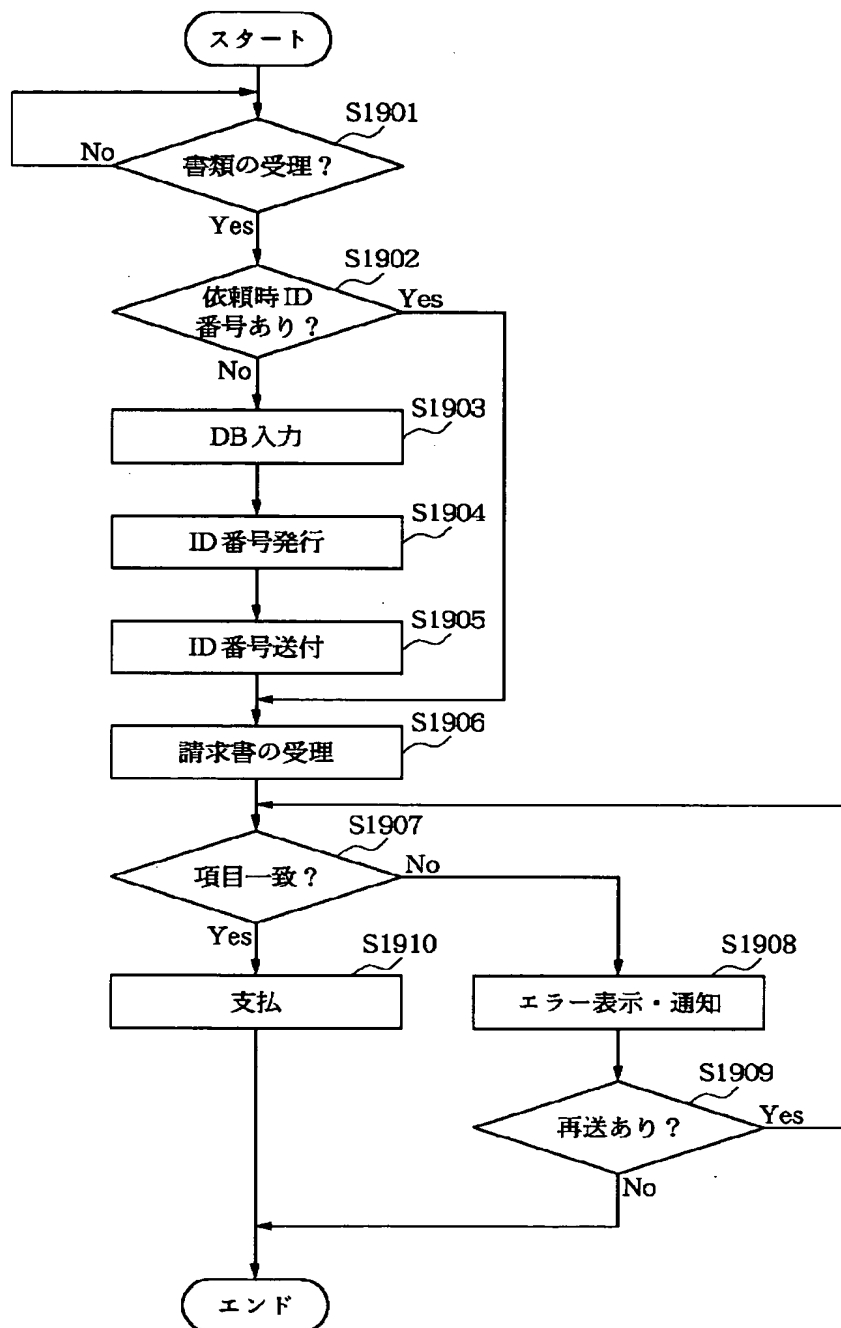 スタート
S1901
書類の受理?
No
Yes
S1902
依頼時ID
番号あり?
Yes
No
S1903
DB入力
S1904
ID番号発行
S1905
ID番号送付
S1906
請求書の受理
S1907
項目一致?
No
Yes
S1910
支払
S1908
エラー表示・通知
S1909
再送あり?
Yes
No
エンド